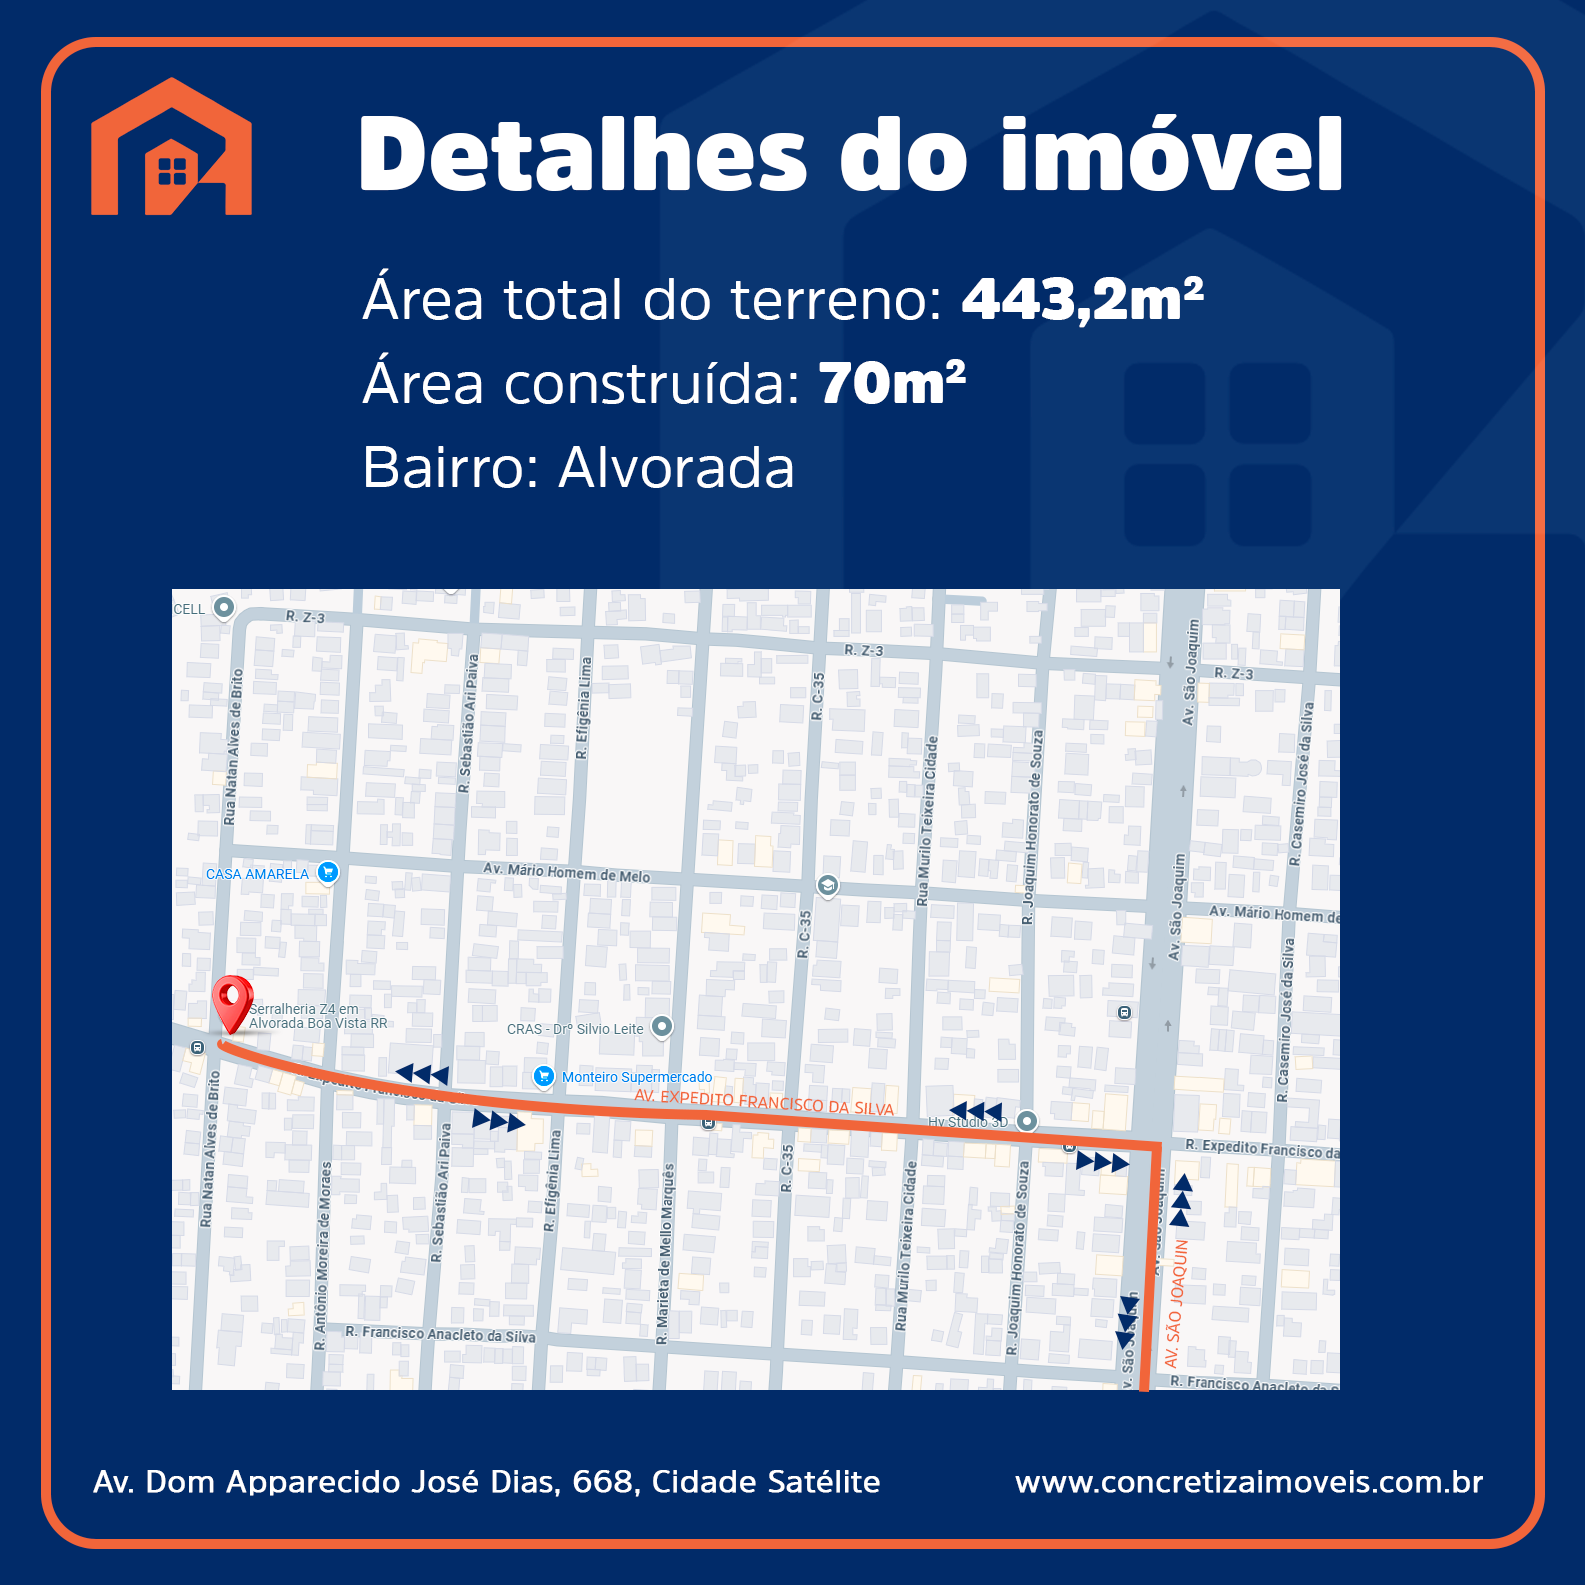 Detalhes do imóvel
Área total do terreno: 443,2m²
Área construída: 70m²
Bairro: Alvorada
CELL
R. Z-3
R. Z-3
R. Z-3
Rua Natan Alves de Brito
R. Sebastião Ari Paiva
R. Efigênia Lima
R. C-35
Rua Murilo Teixeira Cidade
R. Joaquim Honorato de Souza
Av. São Joaquim
R. Casemiro José da Silva
CASA AMARELA
Av. Mário Homem de Melo
Av. Mário Homem de
R. C-35
Av. São Joaquim
R. Casemiro José da Silva
Serralheria Z4 em
Alvorada Boa Vista RR
CRAS - Drº Silvio Leite
Monteiro Supermercado
AV. EXPEDITO FRANCISCO DA SILVA
Hv Studio 3D
R. Expedito Francisco da
Rua Natan Alves de Brito
R. Antônio Moreira de Moraes
R. Sebastião Ari Paiva
R. Efigênia Lima
R. Marieta de Mello Marquês
R. C-35
Rua Murilo Teixeira Cidade
R. Joaquim Honorato de Souza
AV. SÃO JOAQUIN
R. Francisco Anacleto da Silva
R. Francisco Anacleto da S
Av. Dom Apparecido José Dias, 668, Cidade Satélite
www.concretizaimoveis.com.br